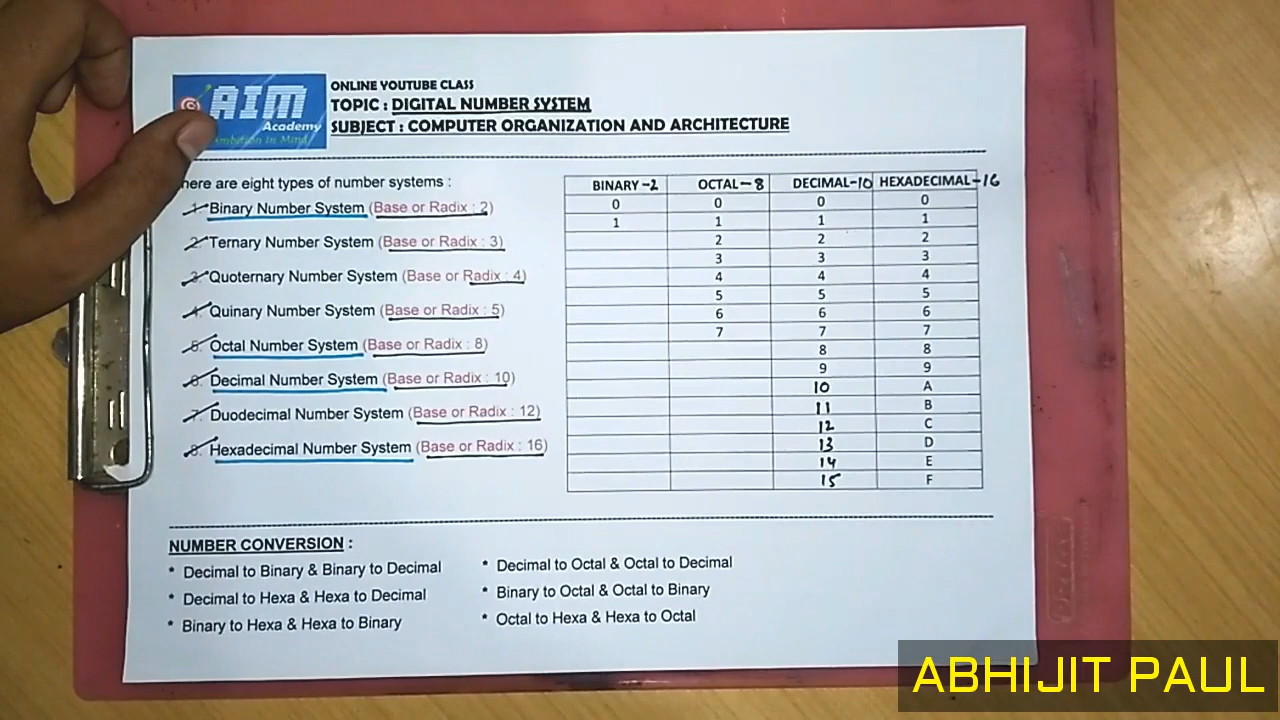 AIM
Academy
Ambition in Mind
ONLINE YOUTUBE CLASS
TOPIC : DIGITAL NUMBER SYSTEM
SUBJECT : COMPUTER ORGANIZATION AND ARCHITECTURE
here are eight types of number systems :
1. Binary Number System (Base or Radix : 2)
2. Ternary Number System (Base or Radix : 3)
3. Quoternary Number System (Base or Radix : 4)
4. Quinary Number System (Base or Radix : 5)
5. Octal Number System (Base or Radix : 8)
6. Decimal Number System (Base or Radix : 10)
7. Duodecimal Number System (Base or Radix : 12)
8. Hexadecimal Number System (Base or Radix : 16)
BINARY -2 OCTAL-8 DECIMAL-10 HEXADECIMAL-16
0 0 0 0
1 1 1 1
2 2 2
3 3 3
4 4 4
5 5 5
6 6 6
7 7 7
8 8
9 9
10 A
11 B
12 C
13 D
14 E
15 F
NUMBER CONVERSION :
* Decimal to Binary & Binary to Decimal
* Decimal to Hexa & Hexa to Decimal
* Binary to Hexa & Hexa to Binary
* Decimal to Octal & Octal to Decimal
* Binary to Octal & Octal to Binary
* Octal to Hexa & Hexa to Octal
ABHIJIT PAUL